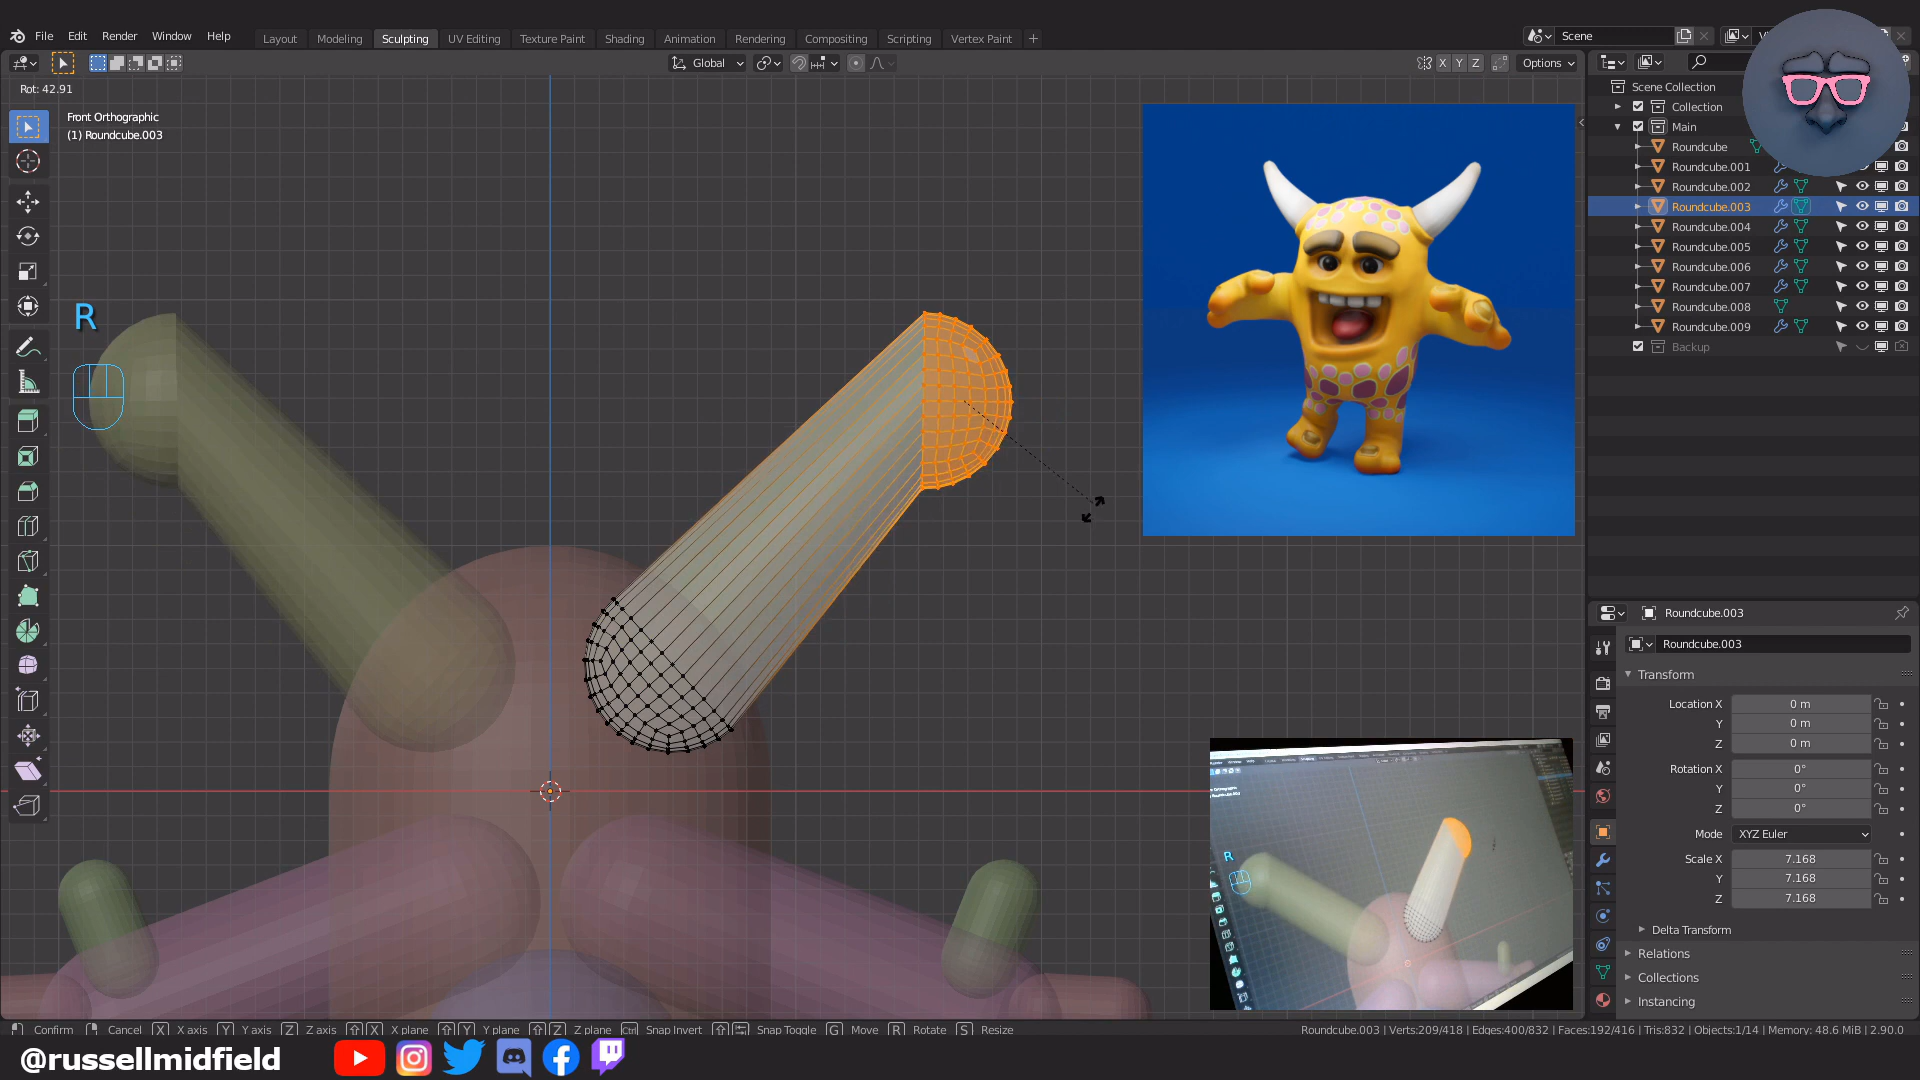 File Edit Render Window Help
Layout Modeling Sculpting UV Editing Texture Paint Shading Animation Rendering Compositing Scripting Vertex Paint +
Scene
Global
X Y Z
Options
Rot: 42.91
Front Orthographic
(1) Roundcube.003
R
Scene Collection
Collection
Main
Roundcube
Roundcube.001
Roundcube.002
Roundcube.003
Roundcube.004
Roundcube.005
Roundcube.006
Roundcube.007
Roundcube.008
Roundcube.009
Backup
Roundcube.003
Roundcube.003
Transform
Location X 0 m
Y 0 m
Z 0 m
Rotation X 0°
Y 0°
Z 0°
Mode XYZ Euler
Scale X 7.168
Y 7.168
Z 7.168
Delta Transform
Relations
Collections
Instancing
R
Confirm Cancel X X axis Y Y axis Z Z axis X X plane Y Y plane Z Z plane Ctrl Snap Invert Snap Toggle G Move R Rotate S Resize
Roundcube.003 | Verts:209/418 | Edges:400/832 | Faces:192/416 | Tris:832 | Objects:1/14 | Memory: 48.6 MiB | 2.90.0
@russellmidfield